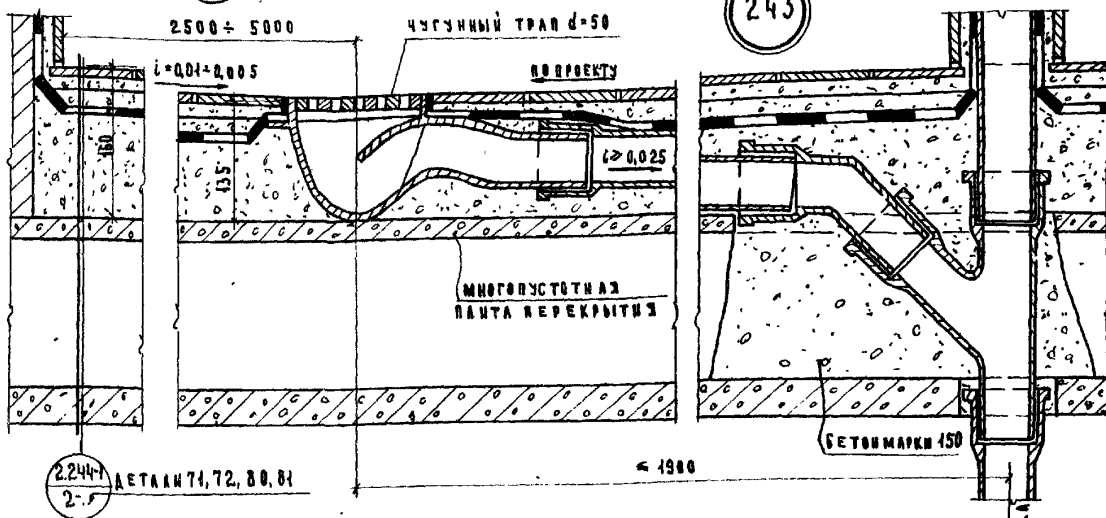 2500÷5000
ЧУГУННЫЙ ТРАП d=50
243
i=0,01÷0,005
ПО ПРОЕКТУ
160
135
i≥0,025
МНОГОПУСТОТНАЯ
ПЛИТА ПЕРЕКРЫТИЯ
БЕТОН МАРКИ 150
2.244-1
ДЕТАЛИ 71, 72, 80, 81
≤ 1900